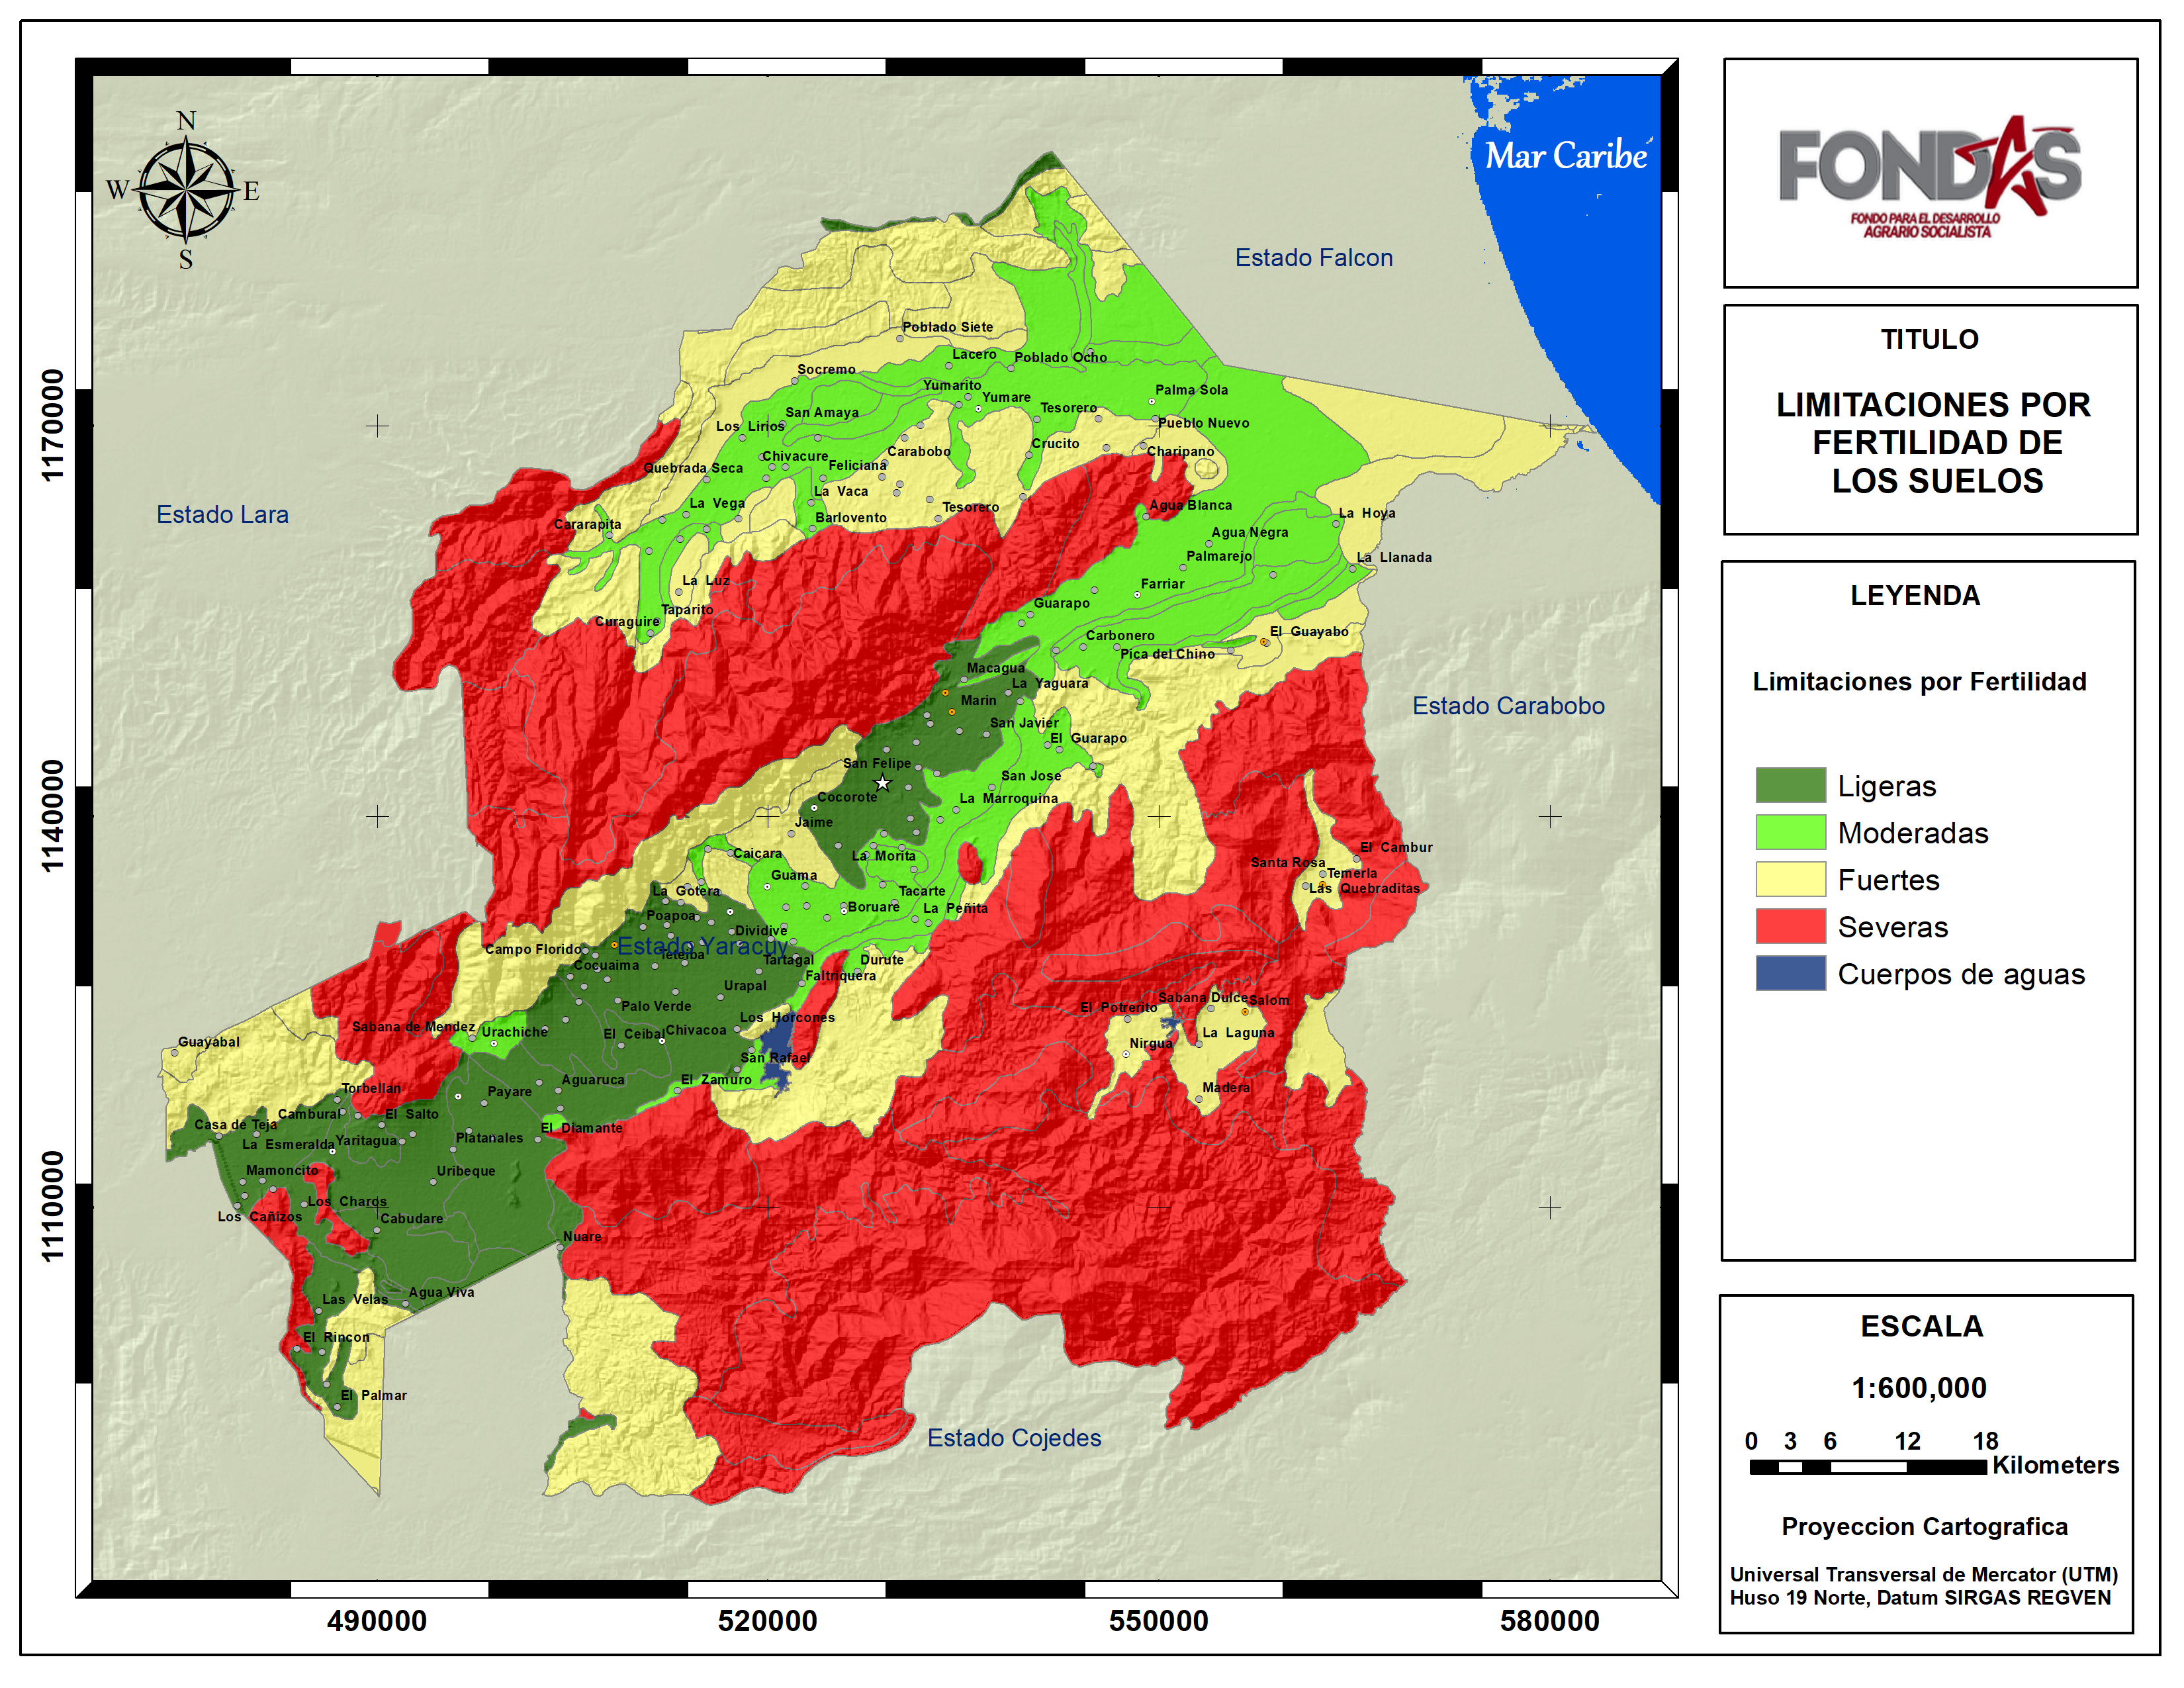 N
W
E
S
Mar Caribe
Estado Falcon
Estado Lara
Estado Carabobo
Estado Yaracuy
Estado Cojedes
Poblado Siete
Lacero
Poblado Ocho
Socremo
Yumarito
Yumare
Palma Sola
San Amaya
Tesorero
Los Lirios
Pueblo Nuevo
Crucito
Carabobo
Charipano
Chivacure
Feliciana
Quebrada Seca
La Vaca
La Vega
Barlovento
Tesorero
Agua Blanca
La Hoya
Cararapita
Agua Negra
Palmarejo
La Llanada
La Luz
Farriar
Taparito
Guarapo
Curaguire
Carbonero
El Guayabo
Pica del Chino
Macagua
La Yaguara
Marin
San Javier
El Guarapo
San Felipe
San Jose
Cocorote
La Marroquina
Jaime
Caicara
La Morita
El Cambur
Santa Rosa
Temerla
Las Quebraditas
Guama
La Gotera
Tacarte
Boruare
La Peñita
Poapoa
Dividive
Campo Florido
Teteiba
Cocuaima
Tartagal
Durute
Faltriquera
Urapal
Palo Verde
Sabana Dulce
Salom
El Potrerito
Los Horcones
Sabana de Mendez
Urachiche
El Ceibal
Chivacoa
La Laguna
Nirgua
Guayabal
San Rafael
El Zamuro
Aguaruca
Payare
Torbellan
Madera
Cambural
El Salto
Casa de Teja
La Esmeralda
Yaritagua
Platanales
El Diamante
Mamoncito
Uribeque
Los Charos
Los Cañizos
Cabudare
Nuare
Las Velas
Agua Viva
El Rincon
El Palmar
1170000
1140000
1110000
490000
520000
550000
580000
FONDAS
FONDO PARA EL DESARROLLO
AGRARIO SOCIALISTA
TITULO
LIMITACIONES POR
FERTILIDAD DE
LOS SUELOS
LEYENDA
Limitaciones por Fertilidad
Ligeras
Moderadas
Fuertes
Severas
Cuerpos de aguas
ESCALA
1:600,000
0 3 6 12 18
Kilometers
Proyeccion Cartografica
Universal Transversal de Mercator (UTM)
Huso 19 Norte, Datum SIRGAS REGVEN